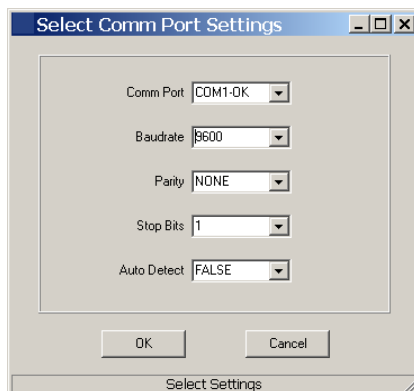 Select Comm Port Settings
Comm Port COM1-OK
Baudrate 9600
Parity NONE
Stop Bits 1
Auto Detect FALSE
OK Cancel
Select Settings